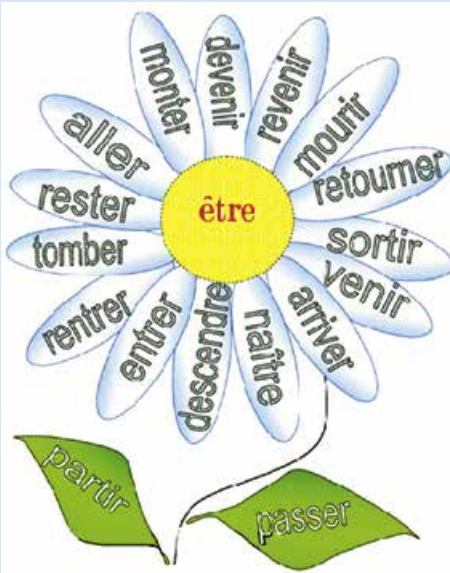 monter
devenir
revenir
mourir
aller
retourner
rester
être
sortir
tomber
venir
rentrer
entrer
descendre
naître
arriver
partir
passer